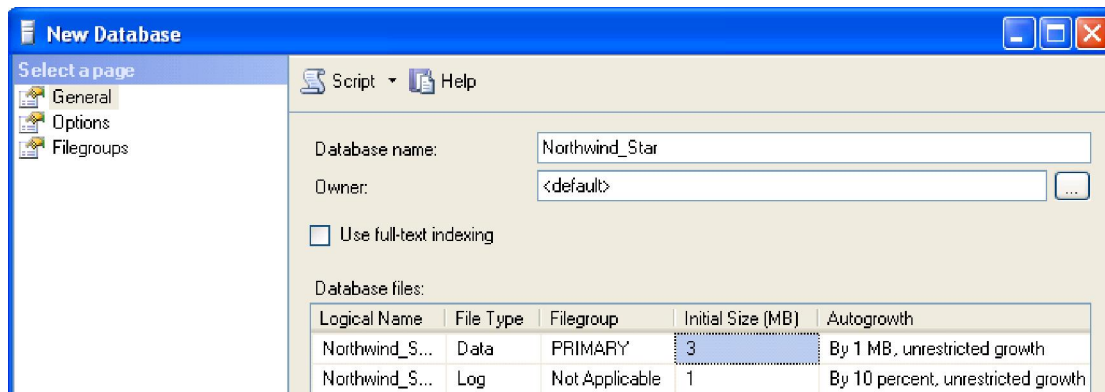 New Database
Select a page
General
Options
Filegroups
Script Help
Database name: Northwind_Star
Owner: <default> ...
Use full-text indexing
Database files:
Logical Name File Type Filegroup Initial Size (MB) Autogrowth
Northwind_S... Data PRIMARY 3 By 1 MB, unrestricted growth
Northwind_S... Log Not Applicable 1 By 10 percent, unrestricted growth